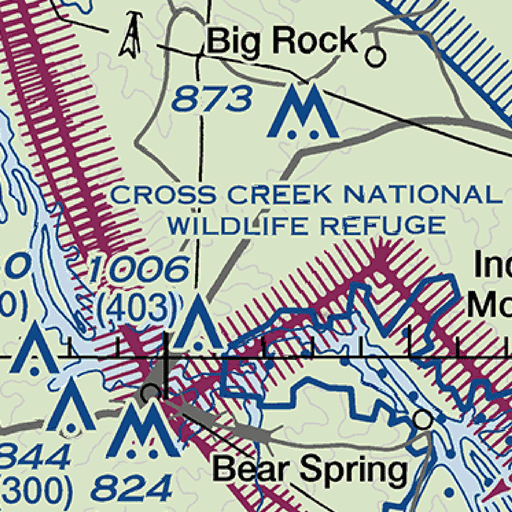 Big Rock
873
CROSS CREEK NATIONAL
WILDLIFE REFUGE
1006
(403)
Bear Spring
844
(300)
824